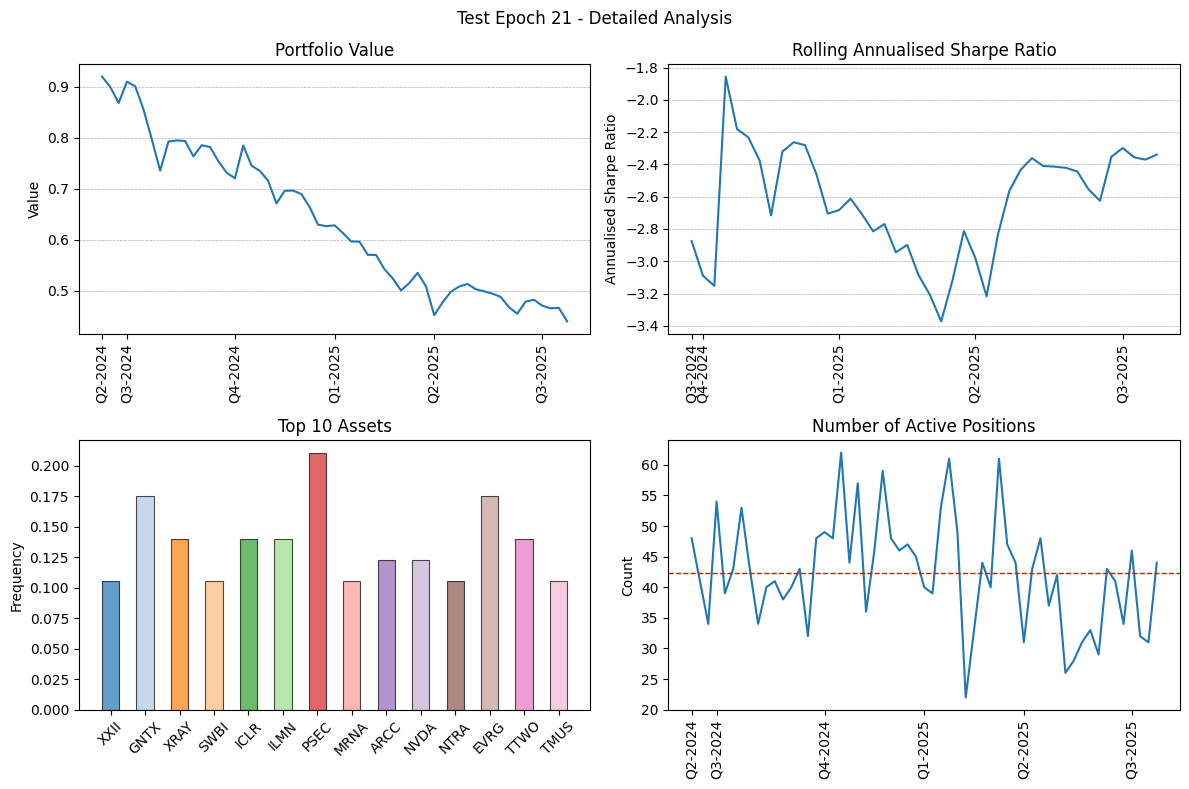 Test Epoch 21 - Detailed Analysis
Portfolio Value
Value
0.9
0.8
0.7
0.6
0.5
Q2-2024
Q3-2024
Q4-2024
Q1-2025
Q2-2025
Q3-2025
Rolling Annualised Sharpe Ratio
Annualised Sharpe Ratio
−1.8
−2.0
−2.2
−2.4
−2.6
−2.8
−3.0
−3.2
−3.4
Q3-2024
Q4-2024
Q1-2025
Q2-2025
Q3-2025
Top 10 Assets
Frequency
0.200
0.175
0.150
0.125
0.100
0.075
0.050
0.025
0.000
XXII
GNTX
XRAY
SWBI
ICLR
ILMN
PSEC
MRNA
ARCC
NVDA
NTRA
EVRG
TTWO
TMUS
Number of Active Positions
Count
60
55
50
45
40
35
30
25
20
Q2-2024
Q3-2024
Q4-2024
Q1-2025
Q2-2025
Q3-2025